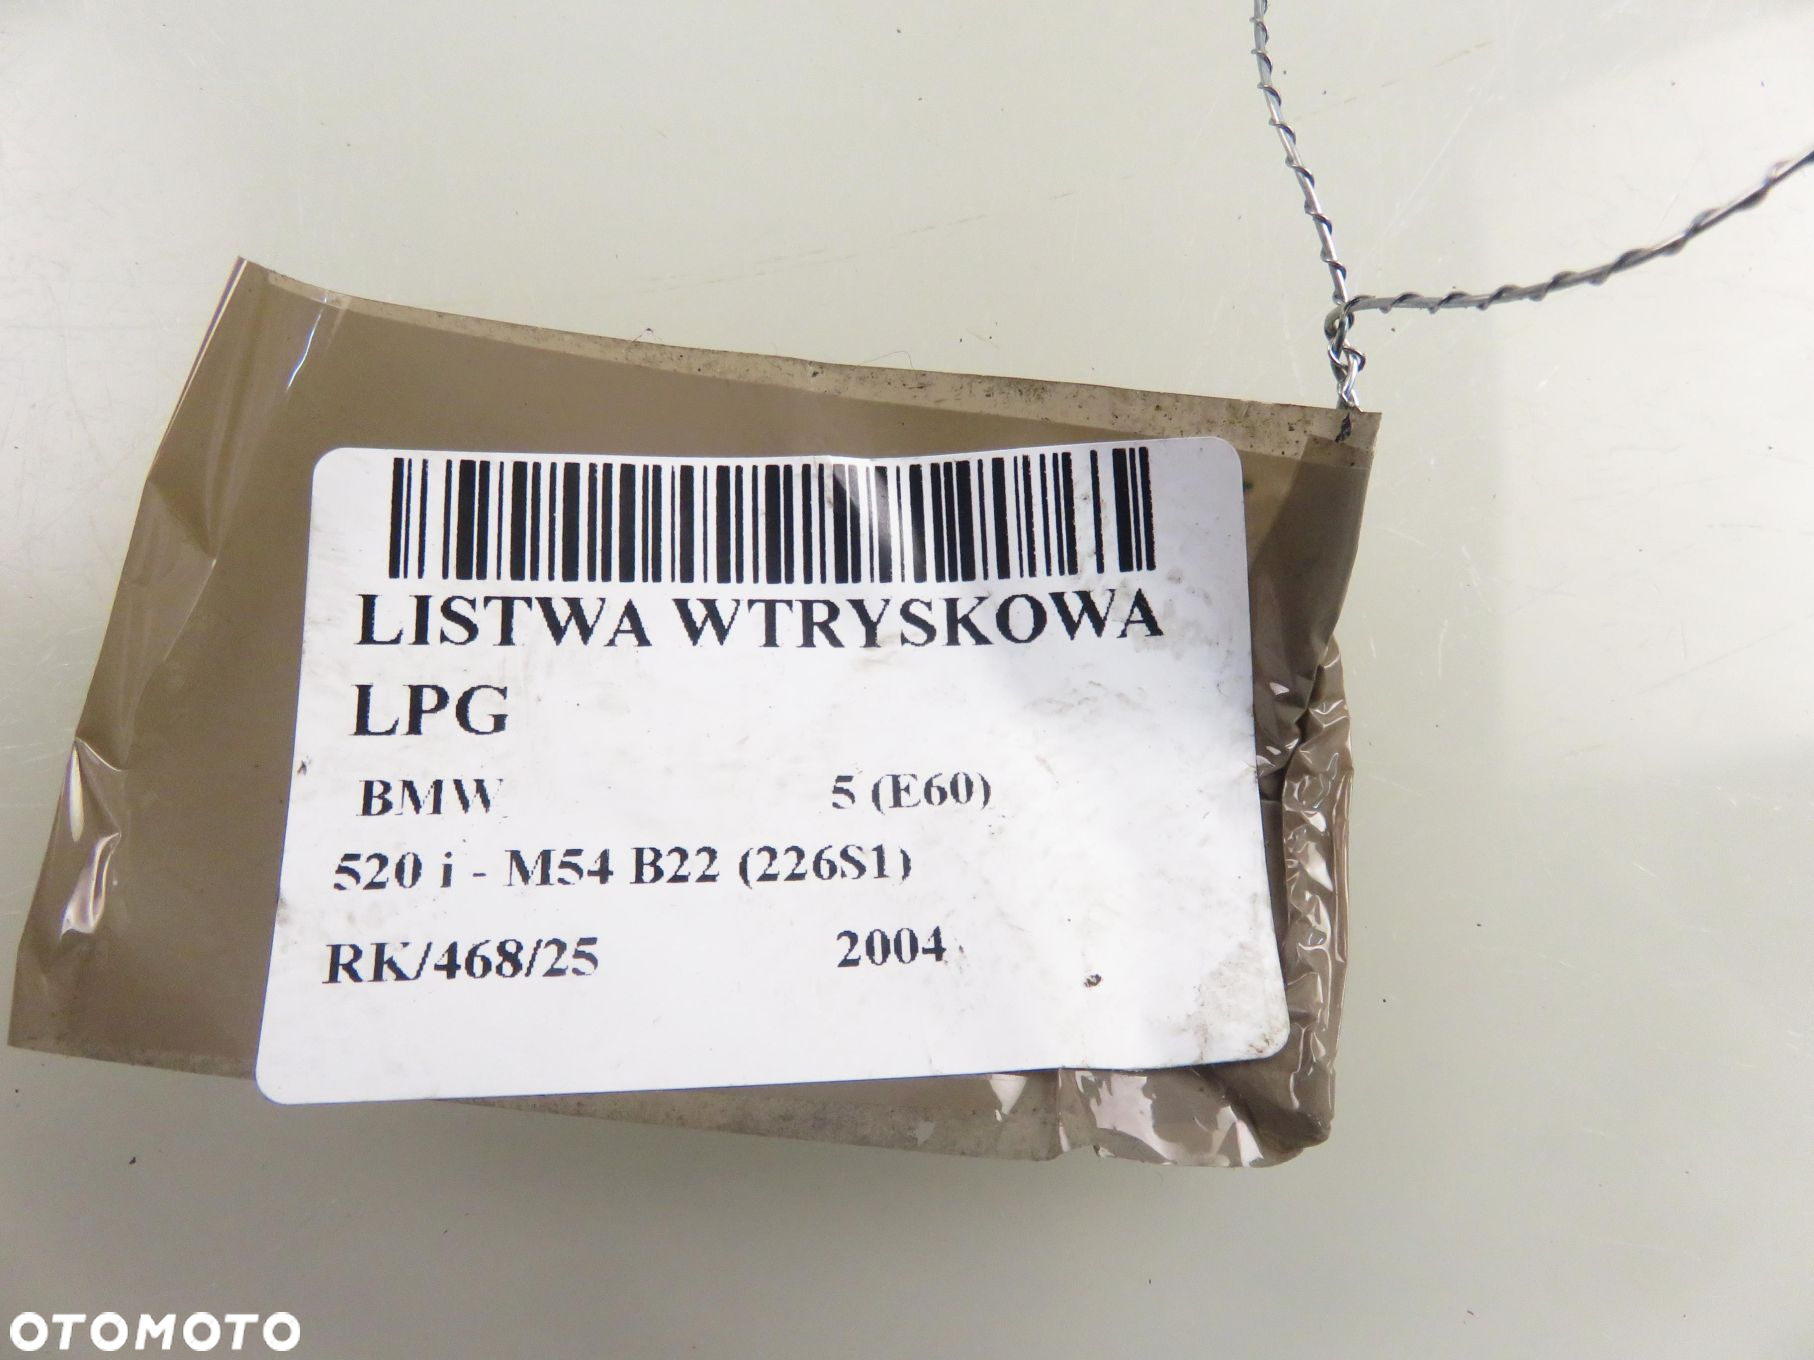 LISTWA WTRYSKOWA
LPG
BMW 5 (E60)
520 i - M54 B22 (226S1)
RK/468/25 2004
OTOMOTO